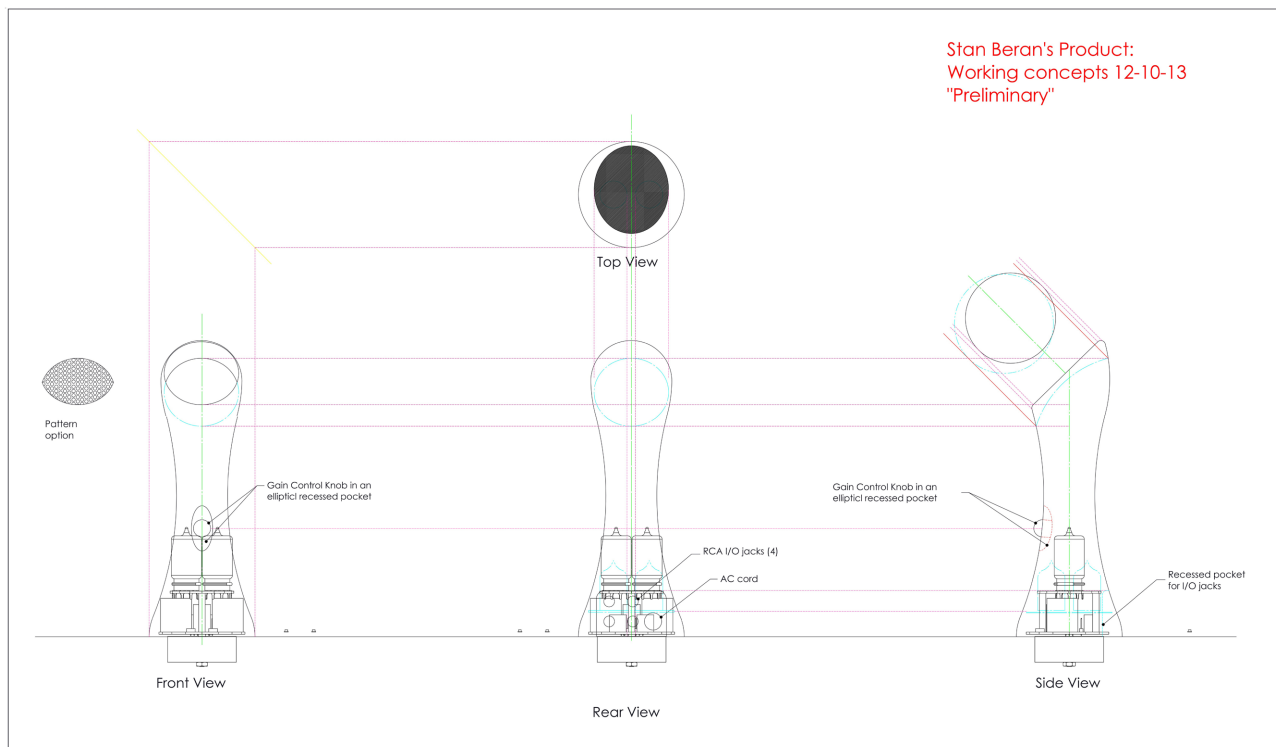 Stan Beran's Product:
Working concepts 12-10-13
"Preliminary"
Top View
Pattern
option
Gain Control Knob in an
ellipticl recessed pocket
Gain Control Knob in an
ellipticl recessed pocket
RCA I/O jacks (4)
AC cord
Recessed pocket
for I/O jacks
Front View
Side View
Rear View